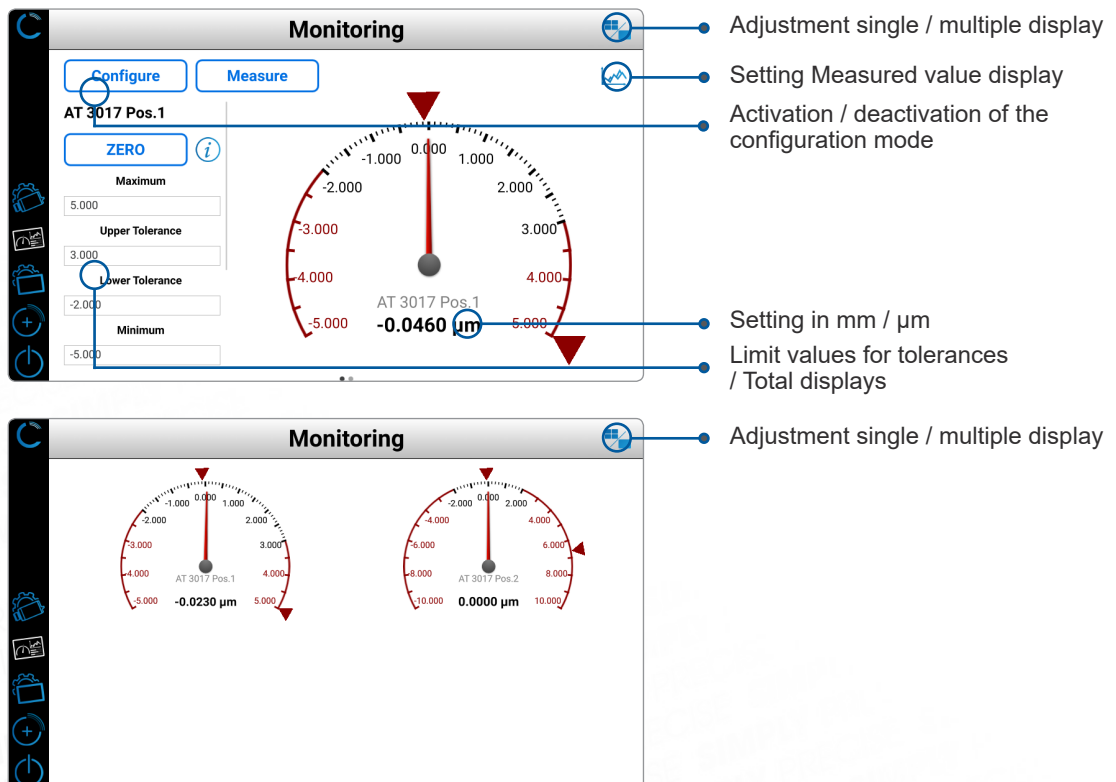 Monitoring
Adjustment single / multiple display
Configure
Measure
Setting Measured value display
AT 3017 Pos.1
Activation / deactivation of the
configuration mode
ZERO
i
Maximum
5.000
Upper Tolerance
3.000
Lower Tolerance
-2.000
Minimum
-5.000
-5.000
-4.000
-3.000
-2.000
-1.000
0.000
1.000
2.000
3.000
4.000
5.000
AT 3017 Pos.1
-0.0460 µm
Setting in mm / µm
Limit values for tolerances
/ Total displays
Monitoring
Adjustment single / multiple display
-5.000
-4.000
-3.000
-2.000
-1.000
0.000
1.000
2.000
3.000
4.000
5.000
AT 3017 Pos.1
-0.0230 µm
-10.000
-8.000
-6.000
-4.000
-2.000
0.000
2.000
4.000
6.000
8.000
10.000
AT 3017 Pos.2
0.0000 µm